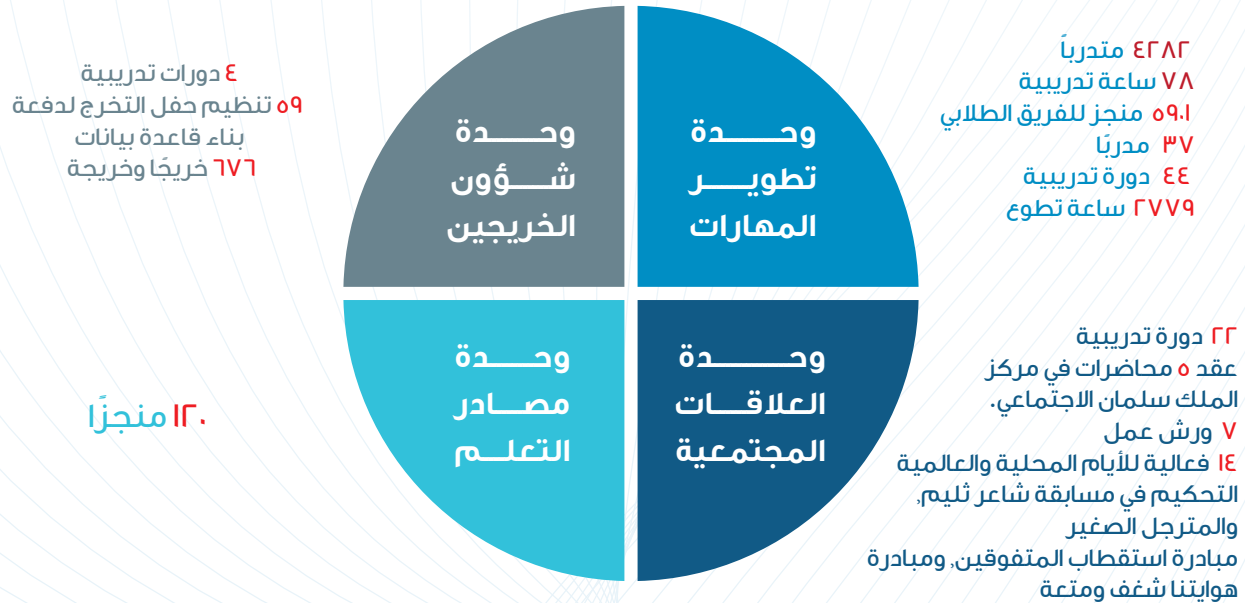 وحدة
تطوير
المهارات
٤٢٨٢ متدرباً
٧٨ ساعة تدريبية
٥٩٠١ منجز للفريق الطلابي
٣٧ مدربًا
٤٤ دورة تدريبية
٢٧٧٩ ساعة تطوع
وحدة
شؤون
الخريجين
٤ دورات تدريبية
تنظيم حفل التخرج لدفعة ٥٩
بناء قاعدة بيانات
٦٧٦ خريجًا وخريجة
وحدة
العلاقات
المجتمعية
٢٢ دورة تدريبية
عقد ٥ محاضرات في مركز
الملك سلمان الاجتماعي.
٧ ورش عمل
١٤ فعالية للأيام المحلية والعالمية
التحكيم في مسابقة شاعر ثليم,
والمترجل الصغير
مبادرة استقطاب المتفوقين, ومبادرة
هوايتنا شغف ومتعة
وحدة
مصادر
التعلم
١٢٠ منجزًا